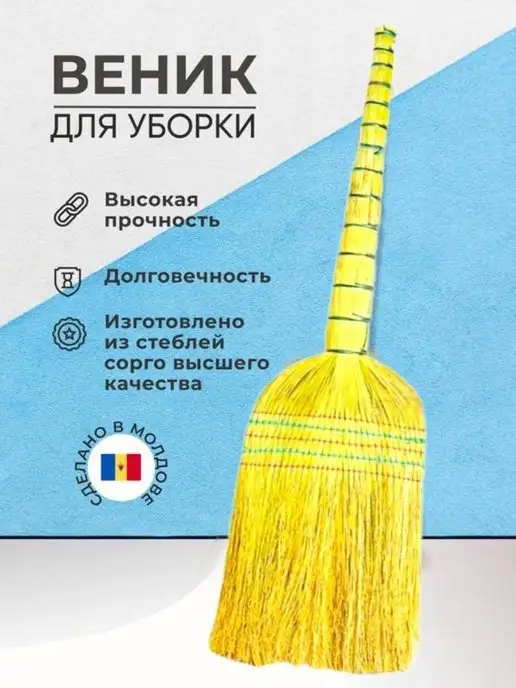 ВЕНИК
ДЛЯ УБОРКИ
Высокая
прочность
Долговечность
Изготовлено
из стеблей
сорго высшего
качества
СДЕЛАНО В МОЛДОВЕ